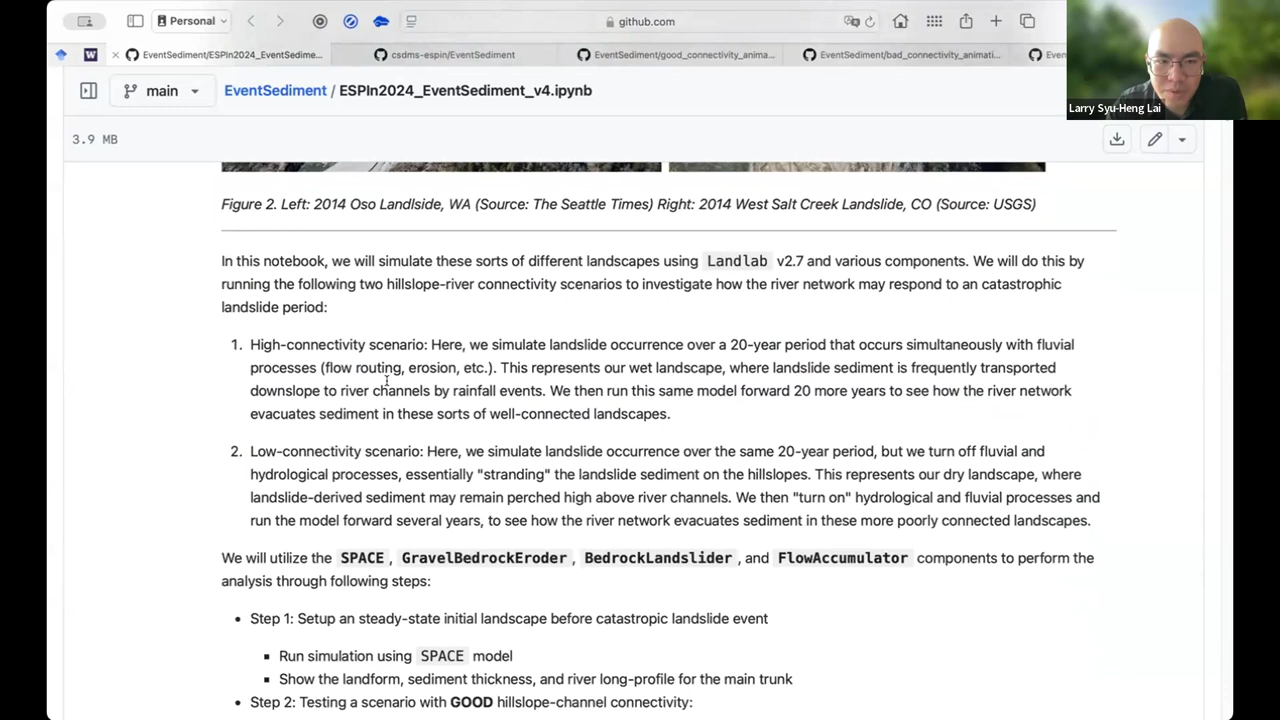 Personal
github.com
EventSediment/ESPIn2024_EventSedime...
csdms-espin/EventSediment
EventSediment/good_connectivity_anima...
EventSediment/bad_connectivity_animati...
Even
Larry Syu-Heng Lai
main
EventSediment / ESPIn2024_EventSediment_v4.ipynb
3.9 MB
Figure 2. Left: 2014 Oso Landlside, WA (Source: The Seattle Times) Right: 2014 West Salt Creek Landslide, CO (Source: USGS)
In this notebook, we will simulate these sorts of different landscapes using Landlab v2.7 and various components. We will do this by
running the following two hillslope-river connectivity scenarios to investigate how the river network may respond to an catastrophic
landslide period:
1. High-connectivity scenario: Here, we simulate landslide occurrence over a 20-year period that occurs simultaneously with fluvial
processes (flow routing, erosion, etc.). This represents our wet landscape, where landslide sediment is frequently transported
downslope to river channels by rainfall events. We then run this same model forward 20 more years to see how the river network
evacuates sediment in these sorts of well-connected landscapes.
2. Low-connectivity scenario: Here, we simulate landslide occurrence over the same 20-year period, but we turn off fluvial and
hydrological processes, essentially "stranding" the landslide sediment on the hillslopes. This represents our dry landscape, where
landslide-derived sediment may remain perched high above river channels. We then "turn on" hydrological and fluvial processes and
run the model forward several years, to see how the river network evacuates sediment in these more poorly connected landscapes.
We will utilize the SPACE, GravelBedrockEroder, BedrockLandslider, and FlowAccumulator components to perform the
analysis through following steps:
• Step 1: Setup an steady-state initial landscape before catastropic landslide event
▪ Run simulation using SPACE model
▪ Show the landform, sediment thickness, and river long-profile for the main trunk
• Step 2: Testing a scenario with GOOD hillslope-channel connectivity: